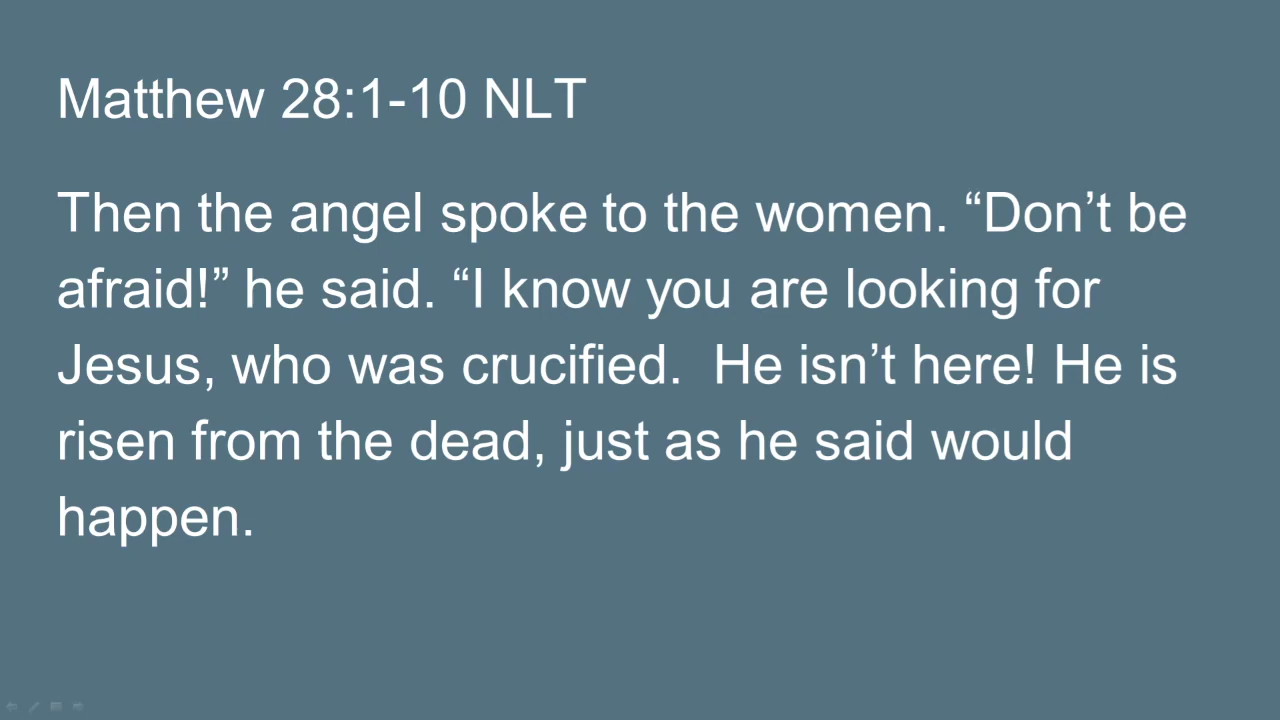 Matthew 28:1-10 NLT
Then the angel spoke to the women. “Don’t be
afraid!” he said. “I know you are looking for
Jesus, who was crucified.  He isn’t here! He is
risen from the dead, just as he said would
happen.